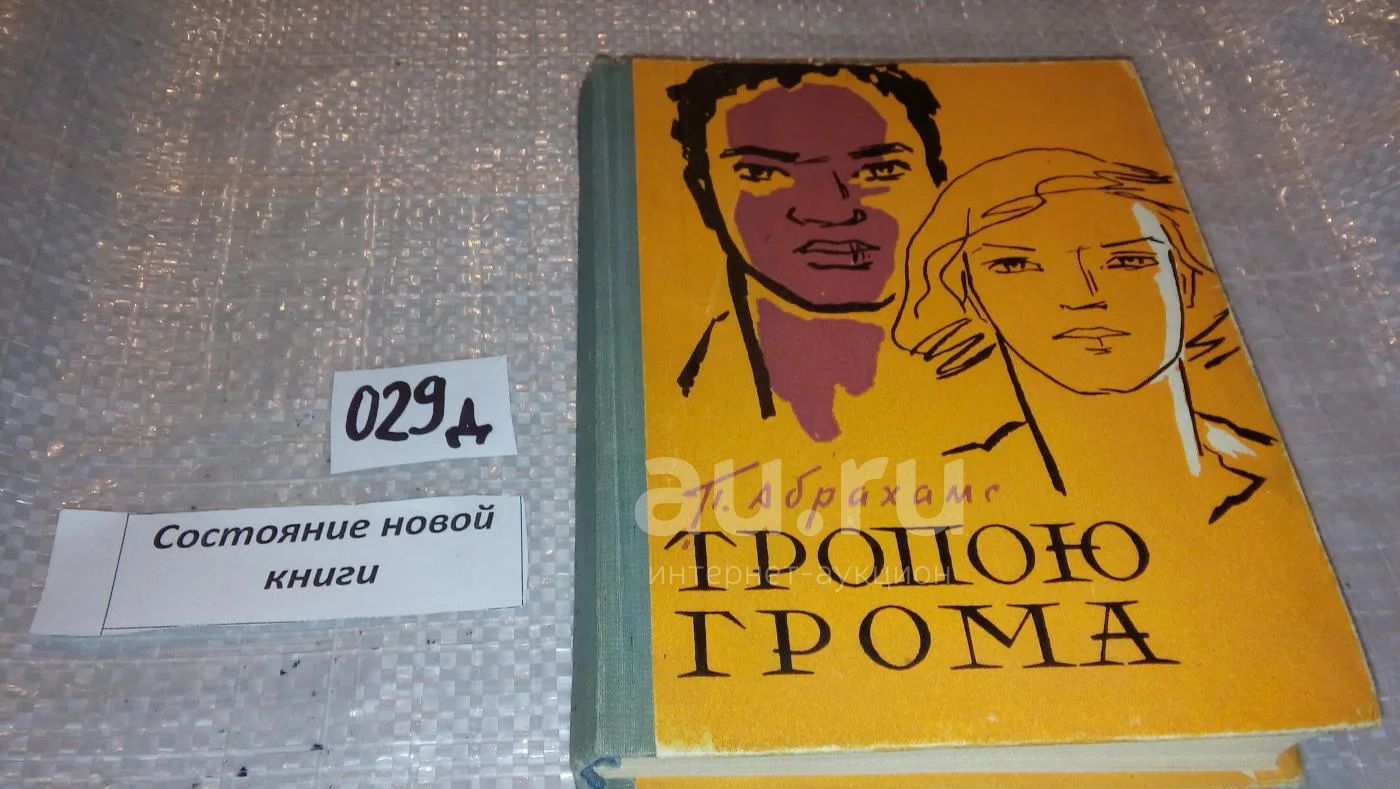 029д
Состояние новой
книги
П. Абрахамс
ТРОПОЮ
ГРОМА
au.ru
интернет-аукцион